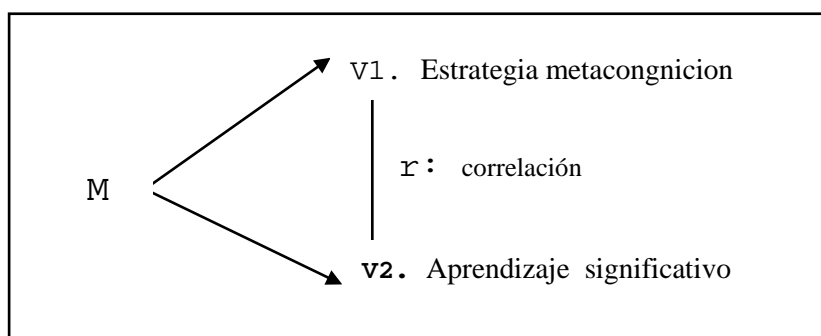 V1. Estrategia metacongnicion
r: correlación
M
v2. Aprendizaje significativo